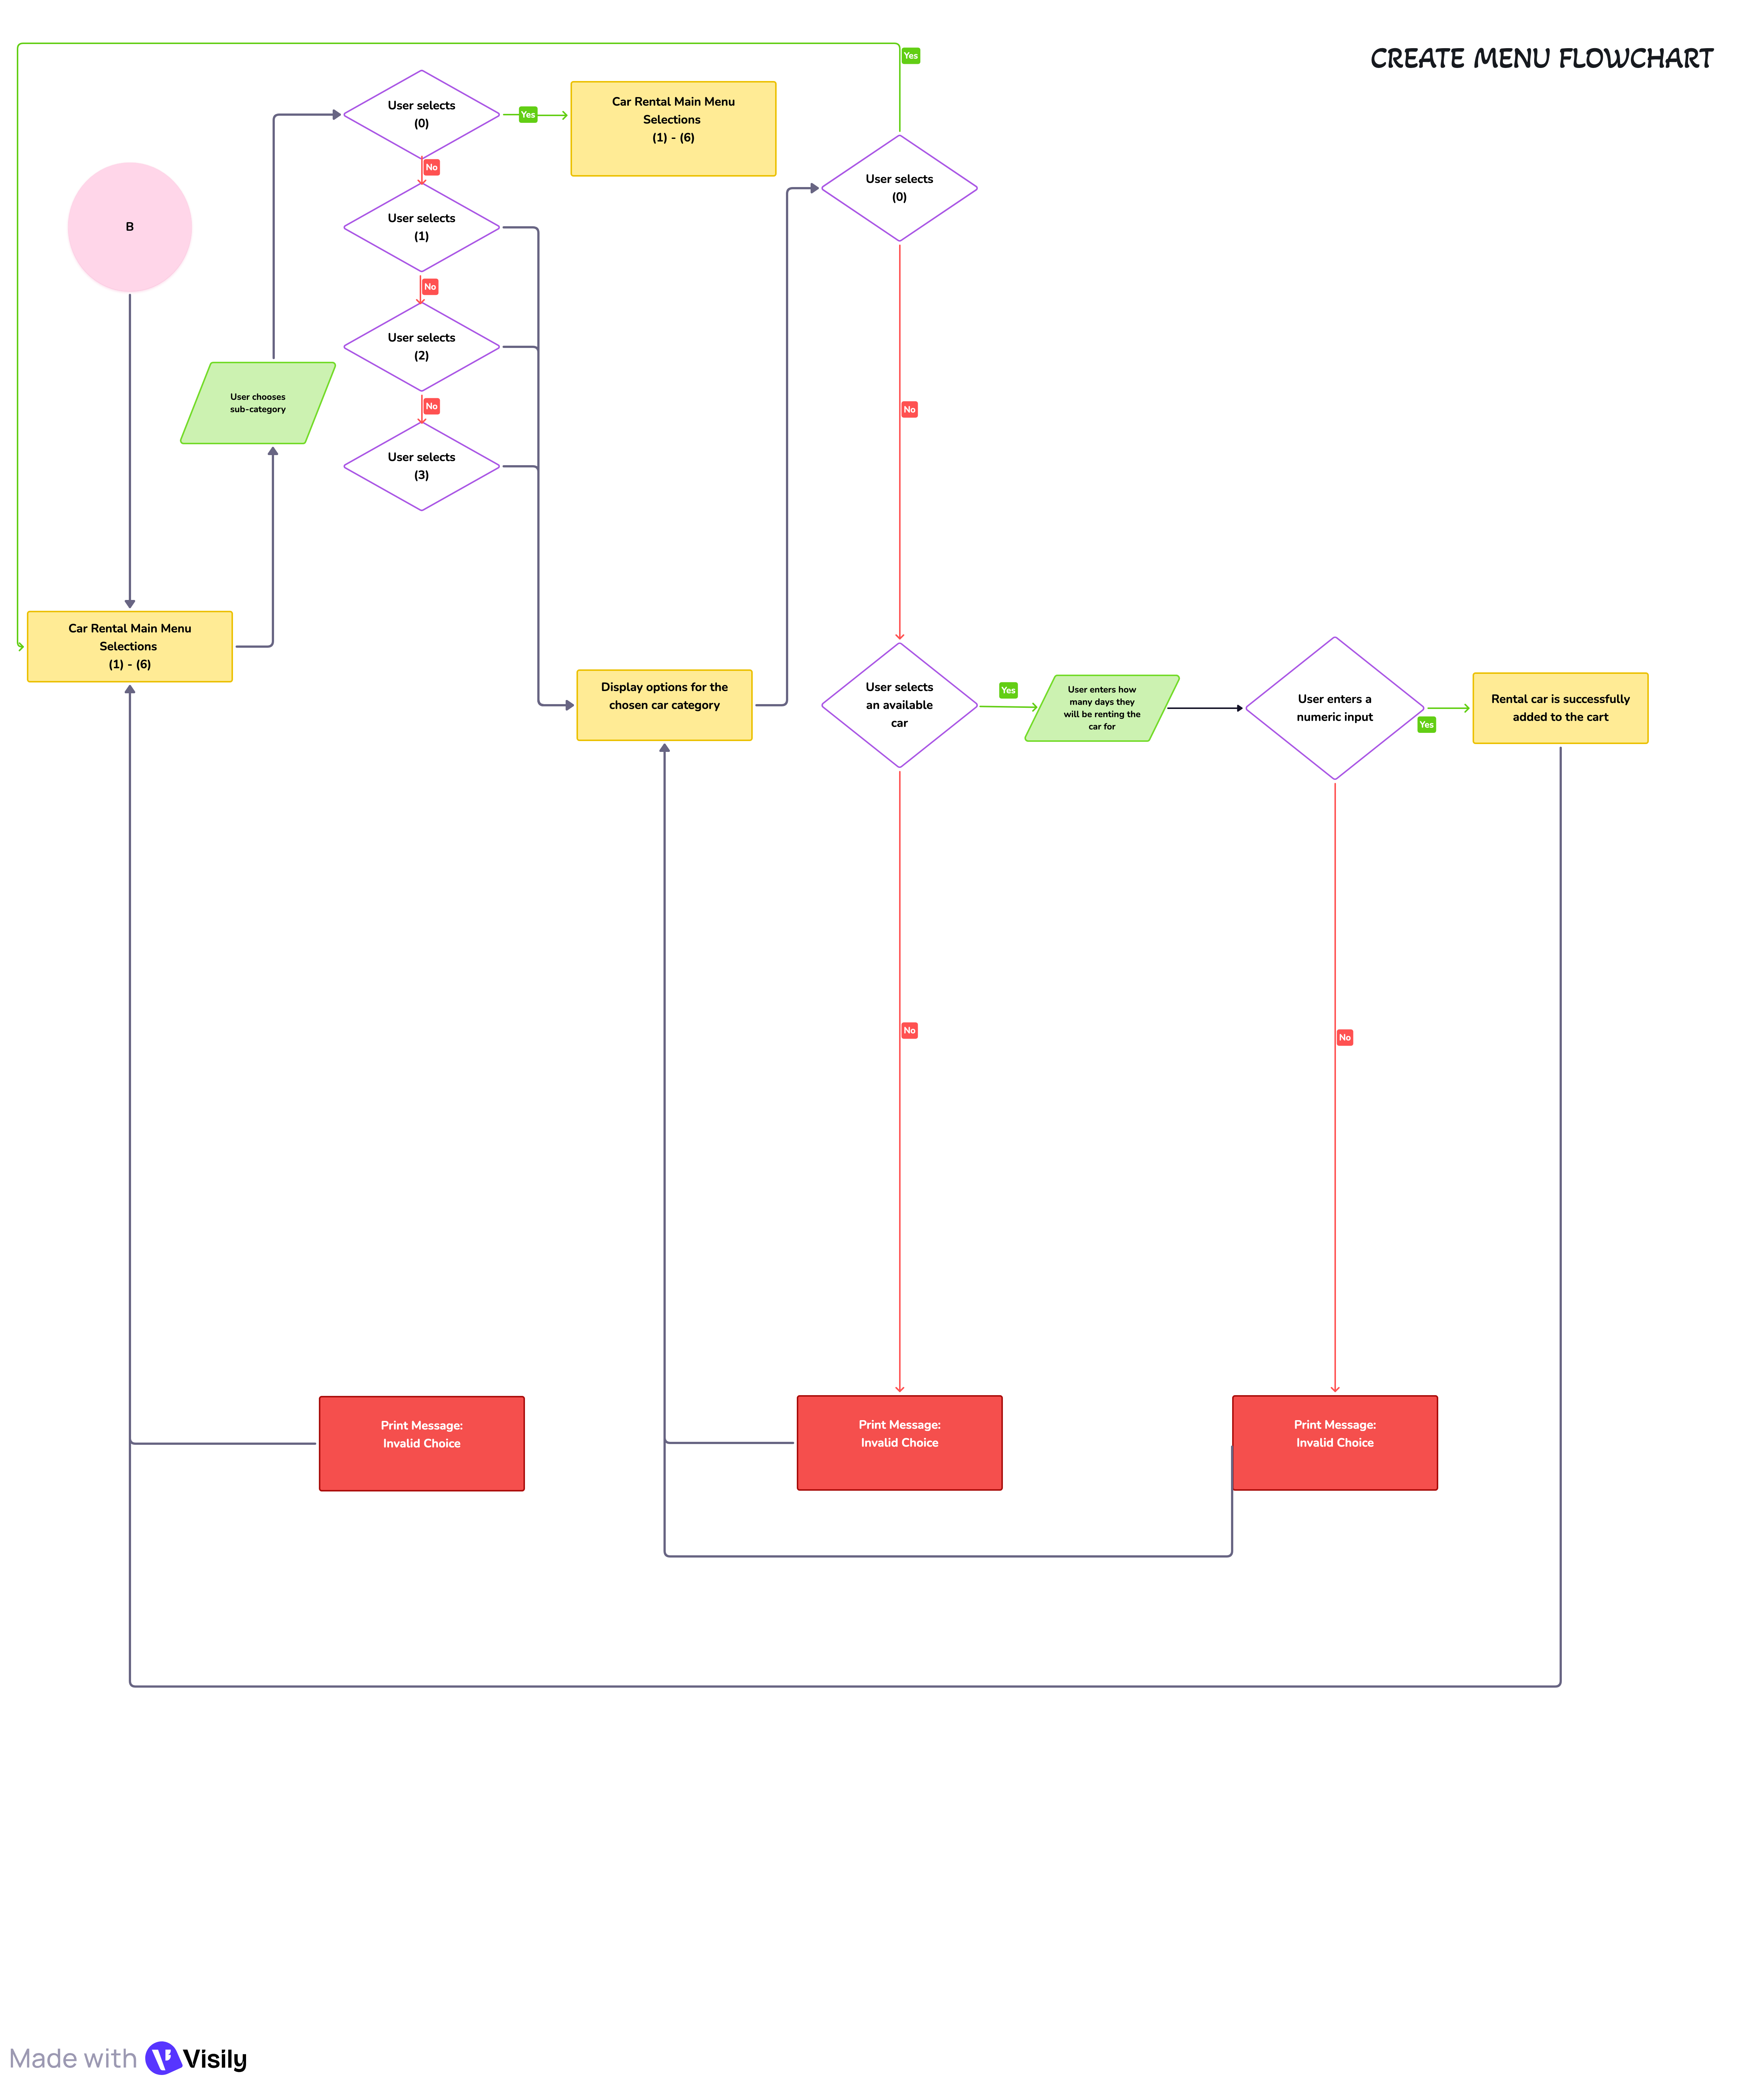 CREATE MENU FLOWCHART
Yes
User selects
(0)
Yes
Car Rental Main Menu
Selections
(1) - (6)
No
User selects
(0)
User selects
(1)
B
No
User selects
(2)
User chooses
sub-category
No
No
User selects
(3)
Car Rental Main Menu
Selections
(1) - (6)
Display options for the
chosen car category
User selects
an available
car
Yes
User enters how
many days they
will be renting the
car for
User enters a
numeric input
Yes
Rental car is successfully
added to the cart
No
No
Print Message:
Invalid Choice
Print Message:
Invalid Choice
Print Message:
Invalid Choice
Made with Visily